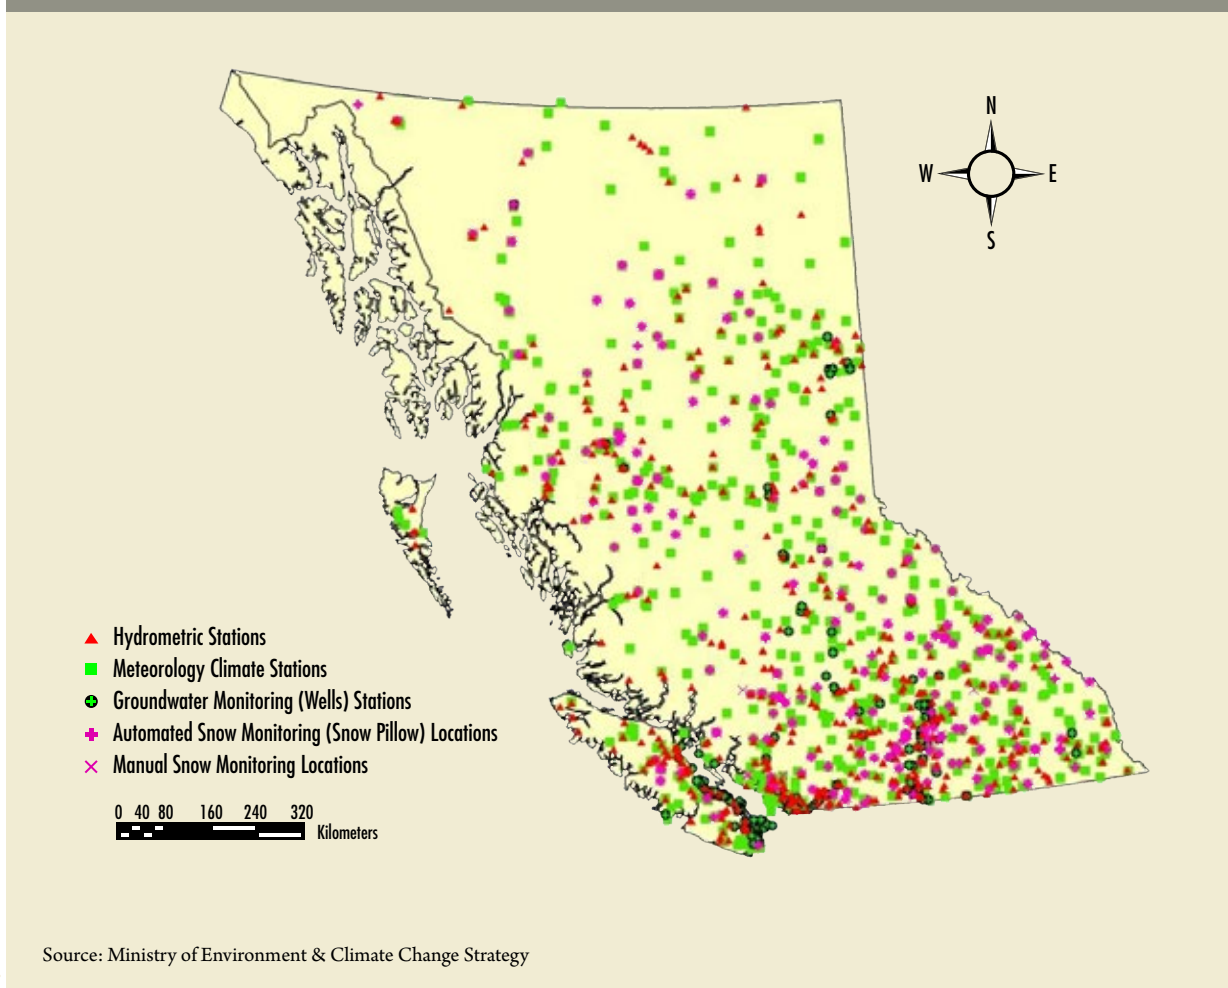 N
W E
S
Hydrometric Stations
Meteorology Climate Stations
Groundwater Monitoring (Wells) Stations
Automated Snow Monitoring (Snow Pillow) Locations
Manual Snow Monitoring Locations
0 40 80 160 240 320
Kilometers
Source: Ministry of Environment & Climate Change Strategy